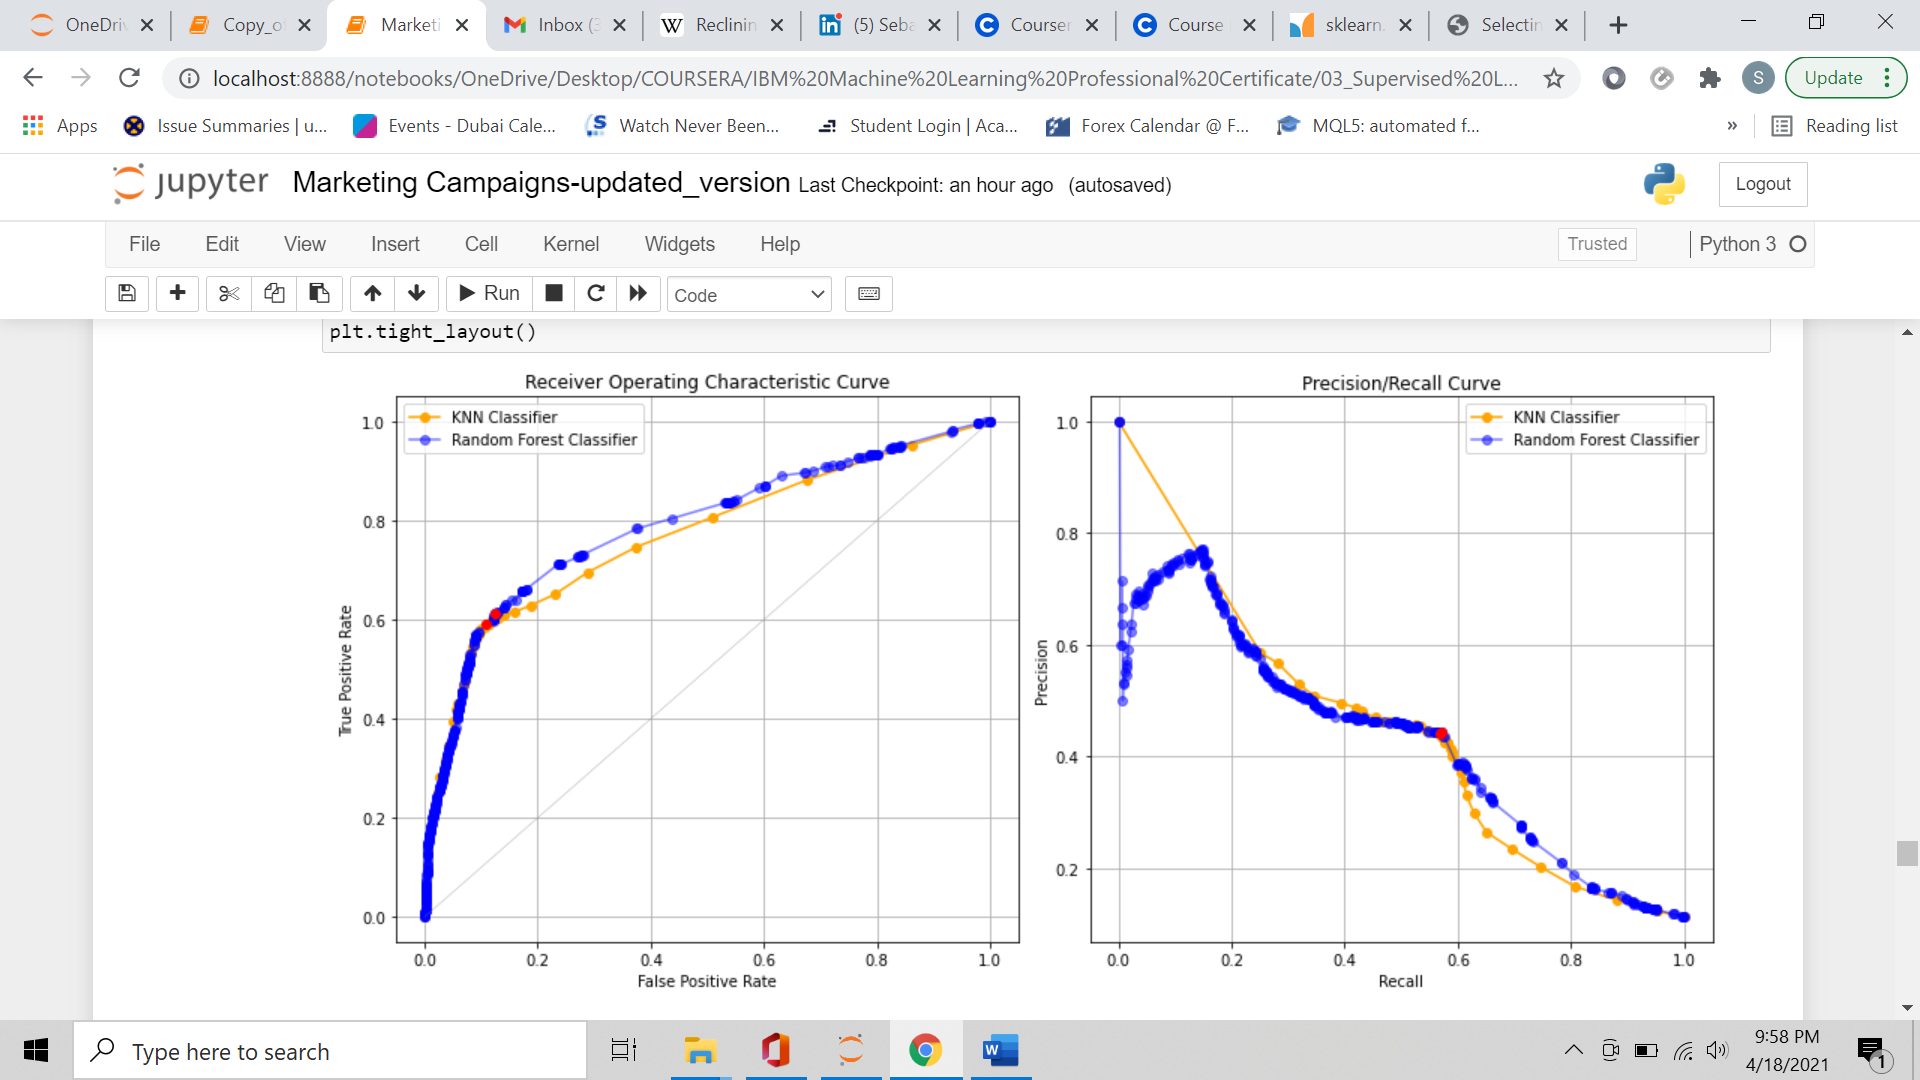 OneDri
Copy_o
Marketi
Inbox (3
Reclinin
(5) Seba
Courser
Course
sklearn.
Selectin
localhost:8888/notebooks/OneDrive/Desktop/COURSERA/IBM%20Machine%20Learning%20Professional%20Certificate/03_Supervised%20L...
S
Update
Apps
Issue Summaries | u...
Events - Dubai Cale...
Watch Never Been...
Student Login | Aca...
Forex Calendar @ F...
MQL5: automated f...
»
Reading list
jupyter
Marketing Campaigns-updated_version Last Checkpoint: an hour ago (autosaved)
Logout
File
Edit
View
Insert
Cell
Kernel
Widgets
Help
Trusted
Python 3
Run
Code
plt.tight_layout()
Receiver Operating Characteristic Curve
KNN Classifier
Random Forest Classifier
1.0
0.8
0.6
0.4
0.2
0.0
True Positive Rate
0.0 0.2 0.4 0.6 0.8 1.0
False Positive Rate
Precision/Recall Curve
KNN Classifier
Random Forest Classifier
1.0
0.8
0.6
0.4
0.2
Precision
0.0 0.2 0.4 0.6 0.8 1.0
Recall
Type here to search
9:58 PM
4/18/2021
1